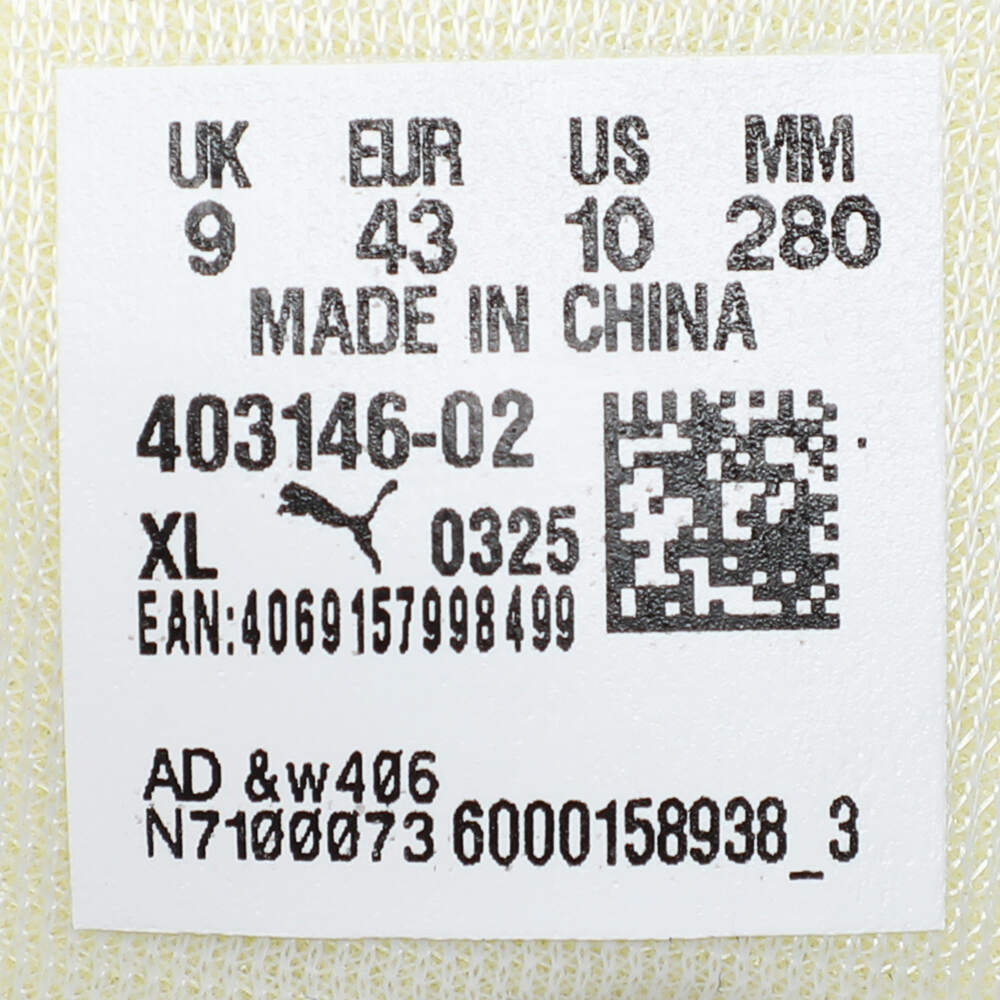 UK EUR US MM
9 43 10 280
MADE IN CHINA
403146-02
XL 0325
EAN:4069157998499
AD &w406
N7100073 6000158938_3